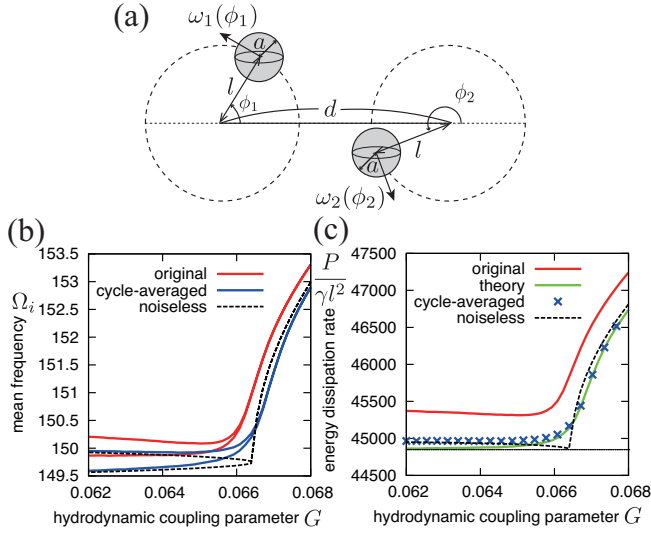 (a)
ω₁(ϕ₁)
a
l
ϕ₁
d
ϕ₂
l
a
ω₂(ϕ₂)
(b)
mean frequency Ωᵢ
153.5
153
152.5
152
151.5
151
150.5
150
149.5
original
cycle-averaged
noiseless
0.062
0.064
0.066
0.068
hydrodynamic coupling parameter G
(c)
energy dissipation rate P/γl²
47500
47000
46500
46000
45500
45000
44500
original
theory
cycle-averaged
noiseless
0.062
0.064
0.066
0.068
hydrodynamic coupling parameter G